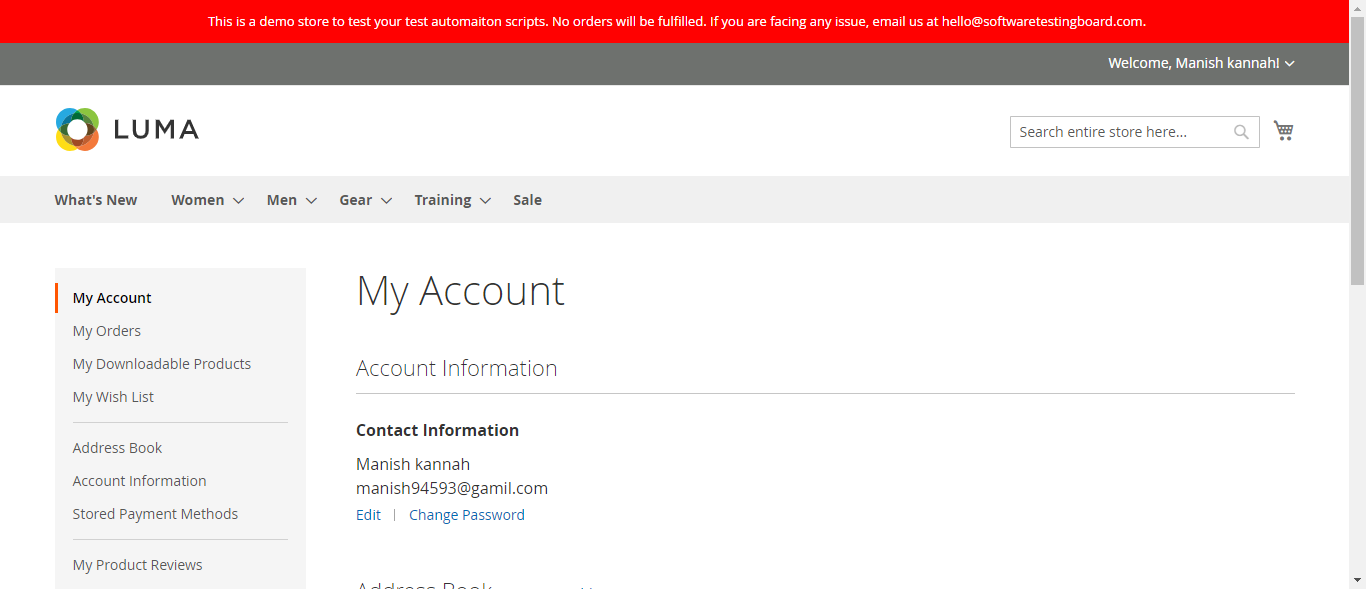 This is a demo store to test your test automaiton scripts. No orders will be fulfilled. If you are facing any issue, email us at hello@softwaretestingboard.com.
Welcome, Manish kannah!
LUMA
Search entire store here...
What's New Women Men Gear Training Sale
My Account
My Orders
My Downloadable Products
My Wish List
Address Book
Account Information
Stored Payment Methods
My Product Reviews
My Account
Account Information
Contact Information
Manish kannah
manish94593@gamil.com
Edit | Change Password
Address Book